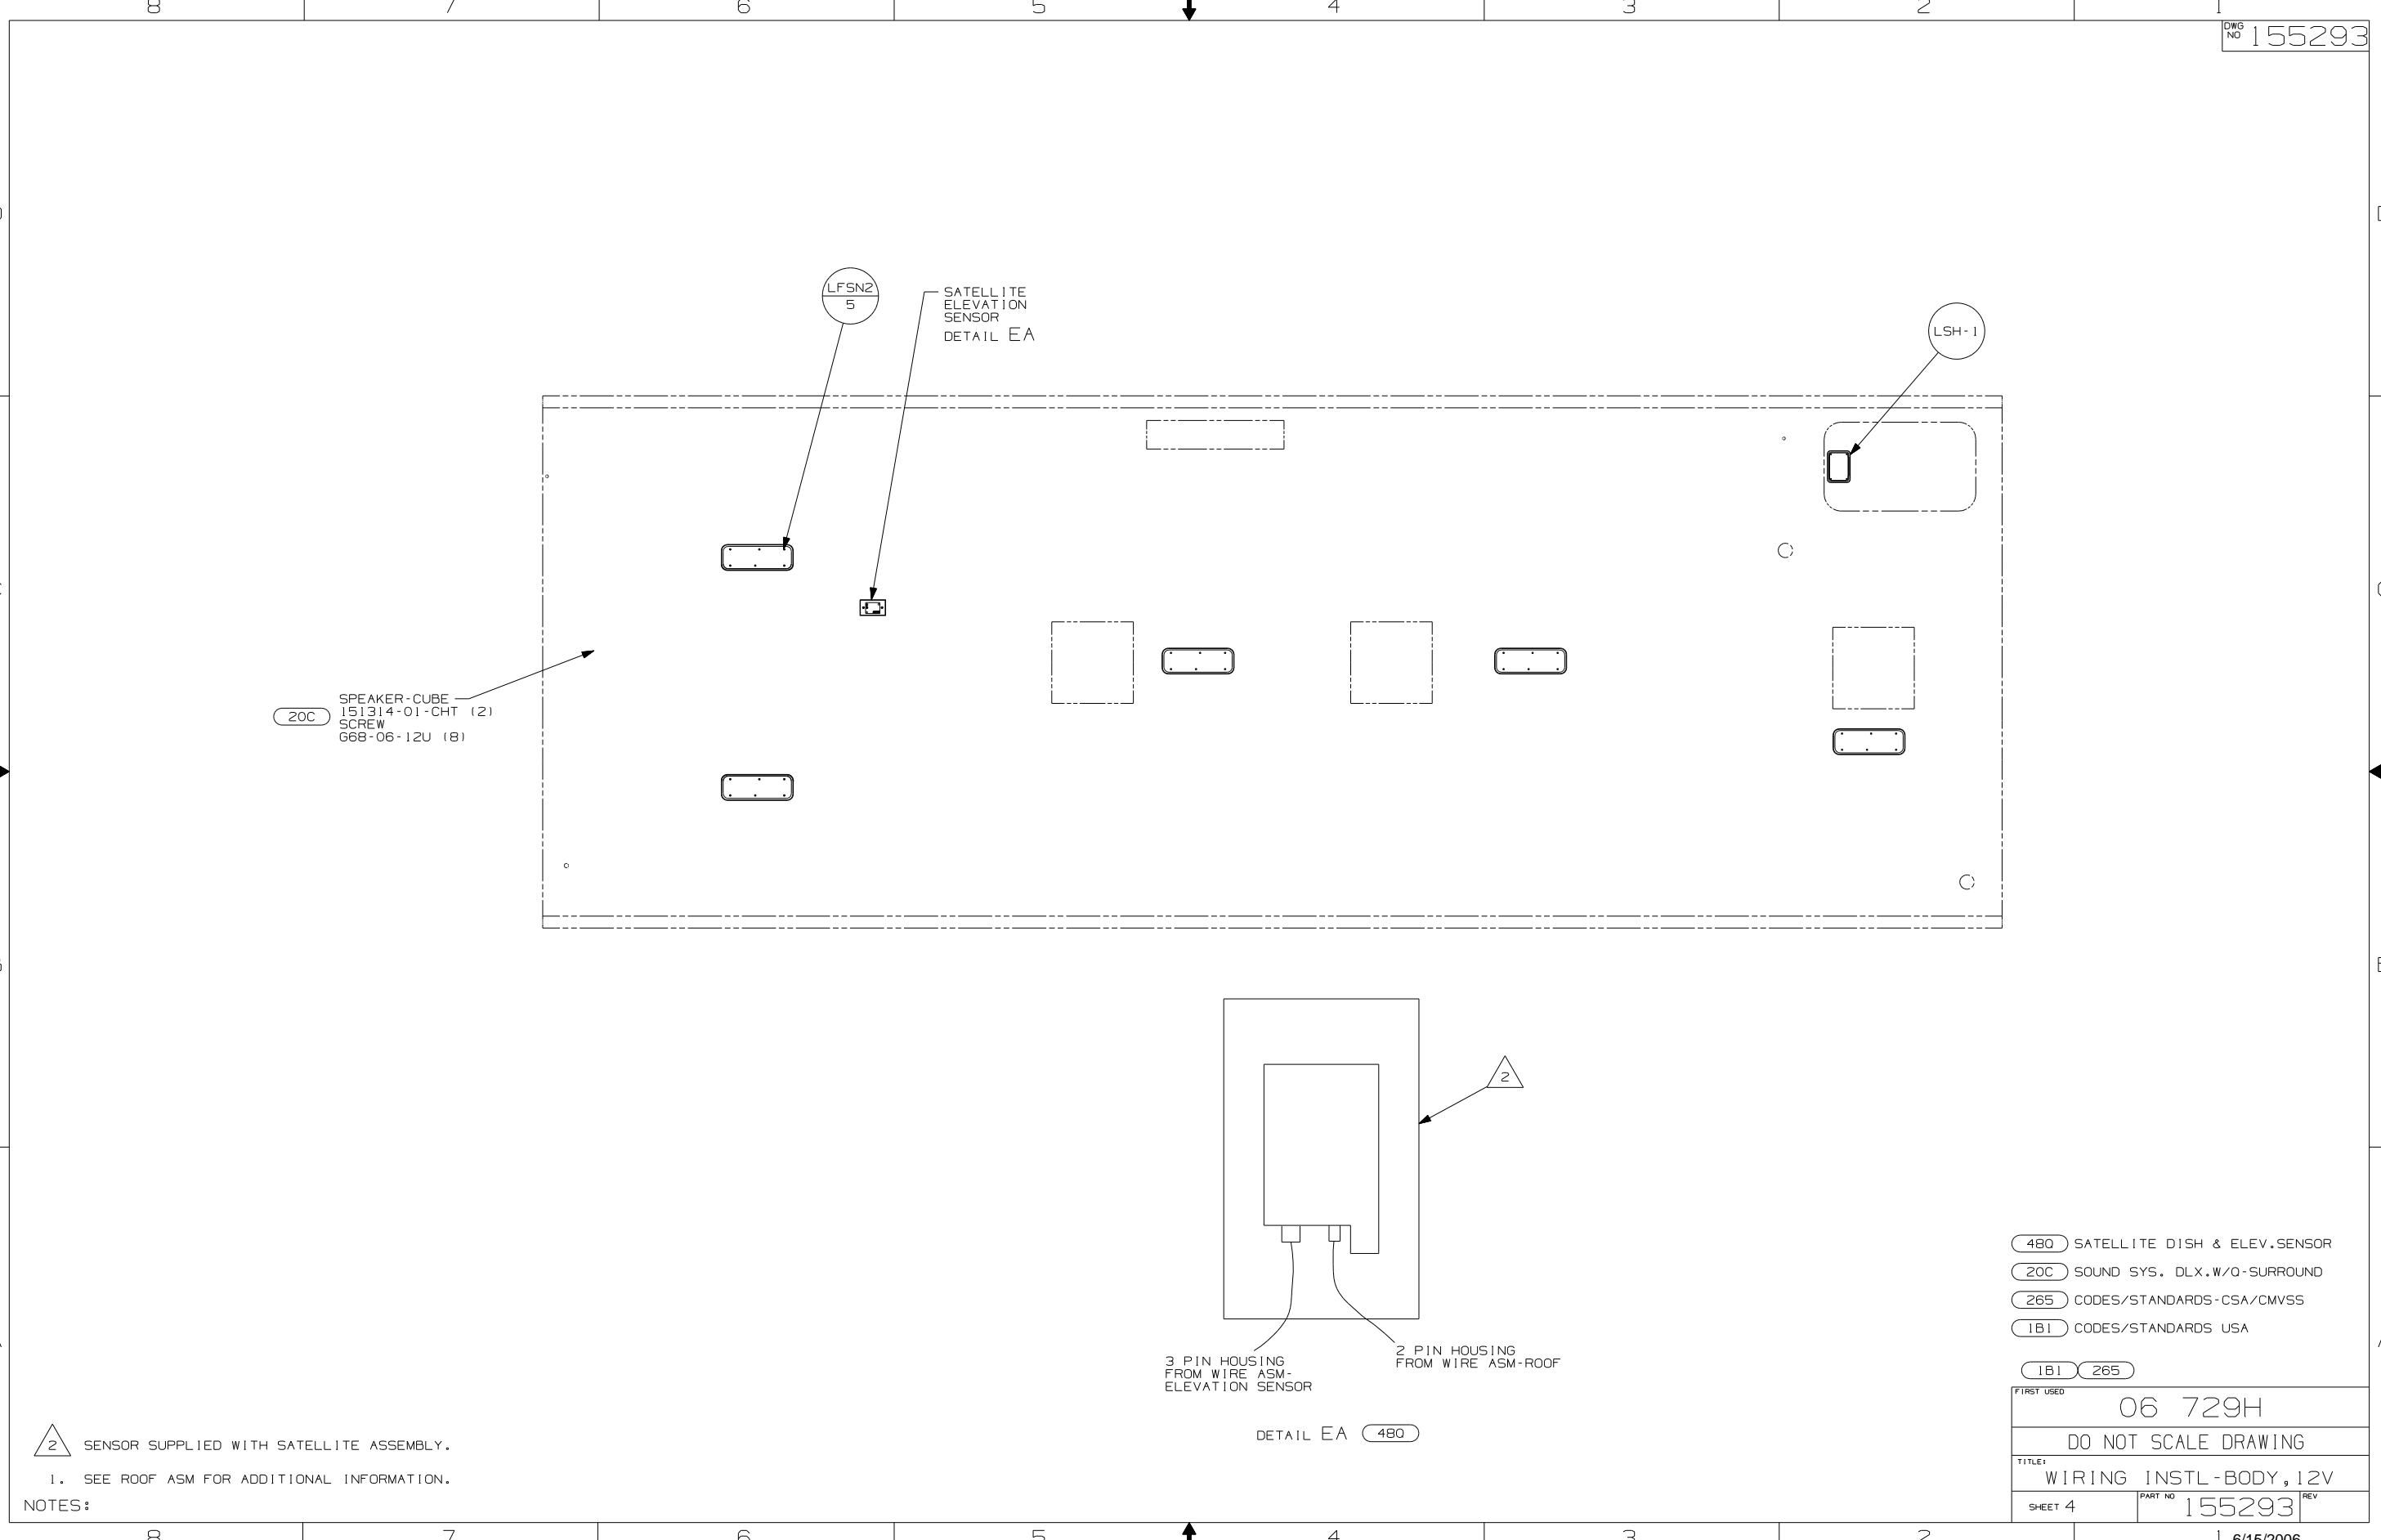 8 7 6 5 4 3 2 1
DWG NO 155293
LFSN2
5
SATELLITE
ELEVATION
SENSOR
DETAIL EA
LSH-1
20C
SPEAKER-CUBE
151314-01-CHT (2)
SCREW
G68-06-12U (8)
2
3 PIN HOUSING
FROM WIRE ASM-
ELEVATION SENSOR
2 PIN HOUSING
FROM WIRE ASM-ROOF
DETAIL EA 48Q
48Q SATELLITE DISH & ELEV.SENSOR
20C SOUND SYS. DLX.W/Q-SURROUND
265 CODES/STANDARDS-CSA/CMVSS
1B1 CODES/STANDARDS USA
1B1 265
FIRST USED
06 729H
DO NOT SCALE DRAWING
TITLE:
WIRING INSTL-BODY,12V
SHEET 4 PART NO 155293 REV
2 SENSOR SUPPLIED WITH SATELLITE ASSEMBLY.
1. SEE ROOF ASM FOR ADDITIONAL INFORMATION.
NOTES:
8 7 6 5 4 3 2 1
6/15/2006